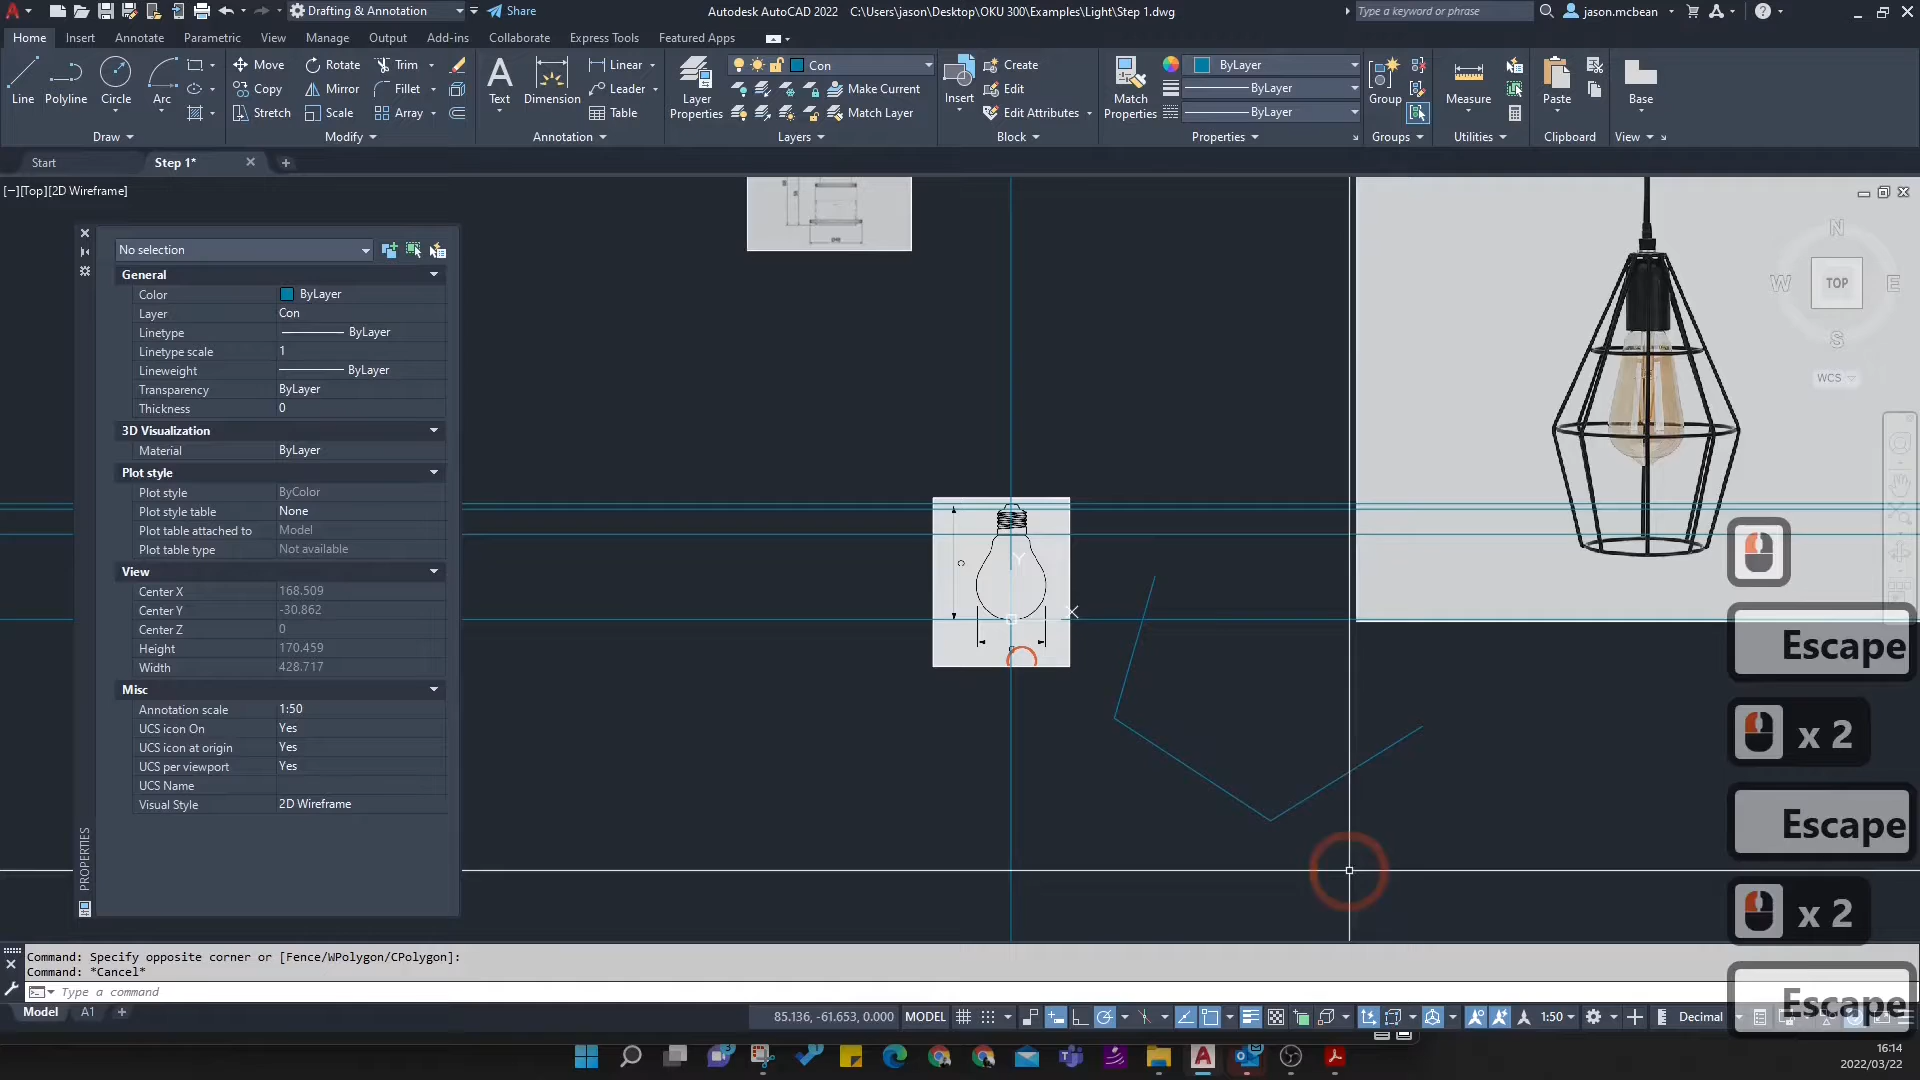 Drafting & Annotation
Share
Autodesk AutoCAD 2022 C:\Users\jason\Desktop\OKU 300\Examples\Light\Step 1.dwg
Type a keyword or phrase
jason.mcbean
Home Insert Annotate Parametric View Manage Output Add-ins Collaborate Express Tools Featured Apps
Line Polyline Circle Arc
Move Rotate Trim
Copy Mirror Fillet
Stretch Scale Array
Text Dimension
Linear
Leader
Table
Layer
Properties
Con
Make Current
Match Layer
Insert
Create
Edit
Edit Attributes
Match
Properties
ByLayer
ByLayer
ByLayer
Group
Measure
Paste
Base
Draw Modify Annotation Layers Block Properties Groups Utilities Clipboard View
Start Step 1*
[−][Top][2D Wireframe]
No selection
General
Color ByLayer
Layer Con
Linetype ByLayer
Linetype scale 1
Lineweight ByLayer
Transparency ByLayer
Thickness 0
3D Visualization
Material ByLayer
Plot style
Plot style ByColor
Plot style table None
Plot table attached to Model
Plot table type Not available
View
Center X 168.509
Center Y -30.862
Center Z 0
Height 170.459
Width 428.717
Misc
Annotation scale 1:50
UCS icon On Yes
UCS icon at origin Yes
UCS per viewport Yes
UCS Name
Visual Style 2D Wireframe
PROPERTIES
N
W TOP E
S
WCS
Y
X
Escape
x 2
Escape
x 2
Escape
Command: Specify opposite corner or [Fence/WPolygon/CPolygon]:
Command: *Cancel*
Type a command
Model A1
85.136, -61.653, 0.000 MODEL
1:50
Decimal
16:14
2022/03/22